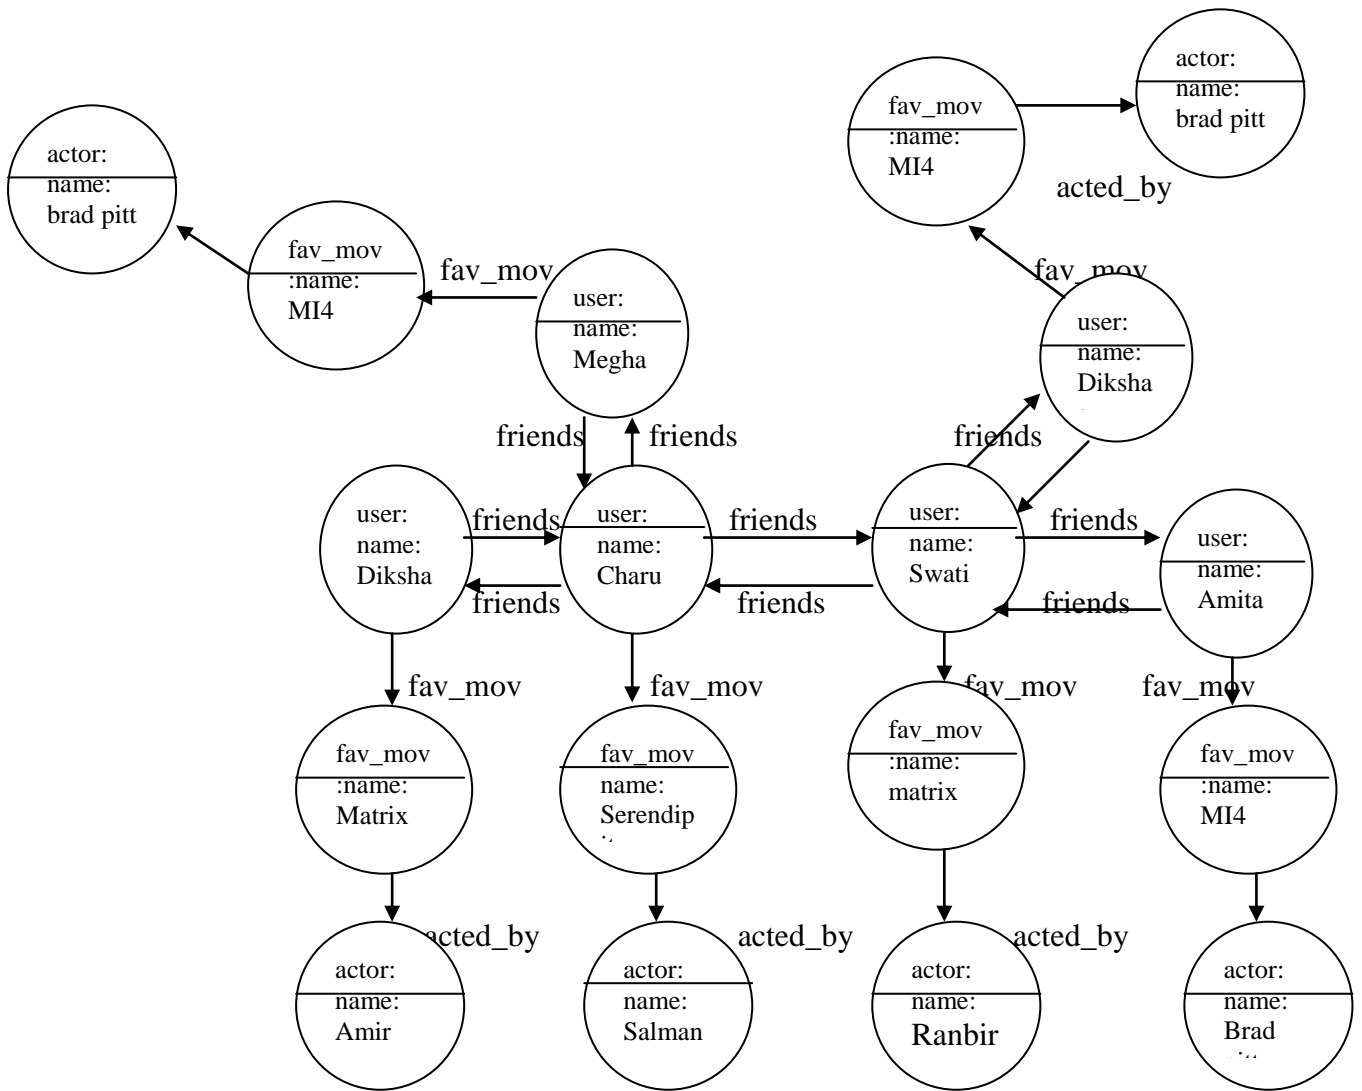 actor:
name:
brad pitt
fav_mov
:name:
MI4
acted_by
actor:
name:
brad pitt
fav_mov
:name:
MI4
fav_mov
user:
name:
Megha
fav_mov
user:
name:
Diksha
friends
friends
friends
user:
name:
Diksha
friends
friends
user:
name:
Charu
friends
friends
user:
name:
Swati
friends
friends
user:
name:
Amita
fav_mov
fav_mov
fav_mov
fav_mov
fav_mov
:name:
Matrix
fav_mov
name:
Serendip
fav_mov
:name:
matrix
fav_mov
:name:
MI4
acted_by
acted_by
acted_by
actor:
name:
Amir
actor:
name:
Salman
actor:
name:
Ranbir
actor:
name:
Brad